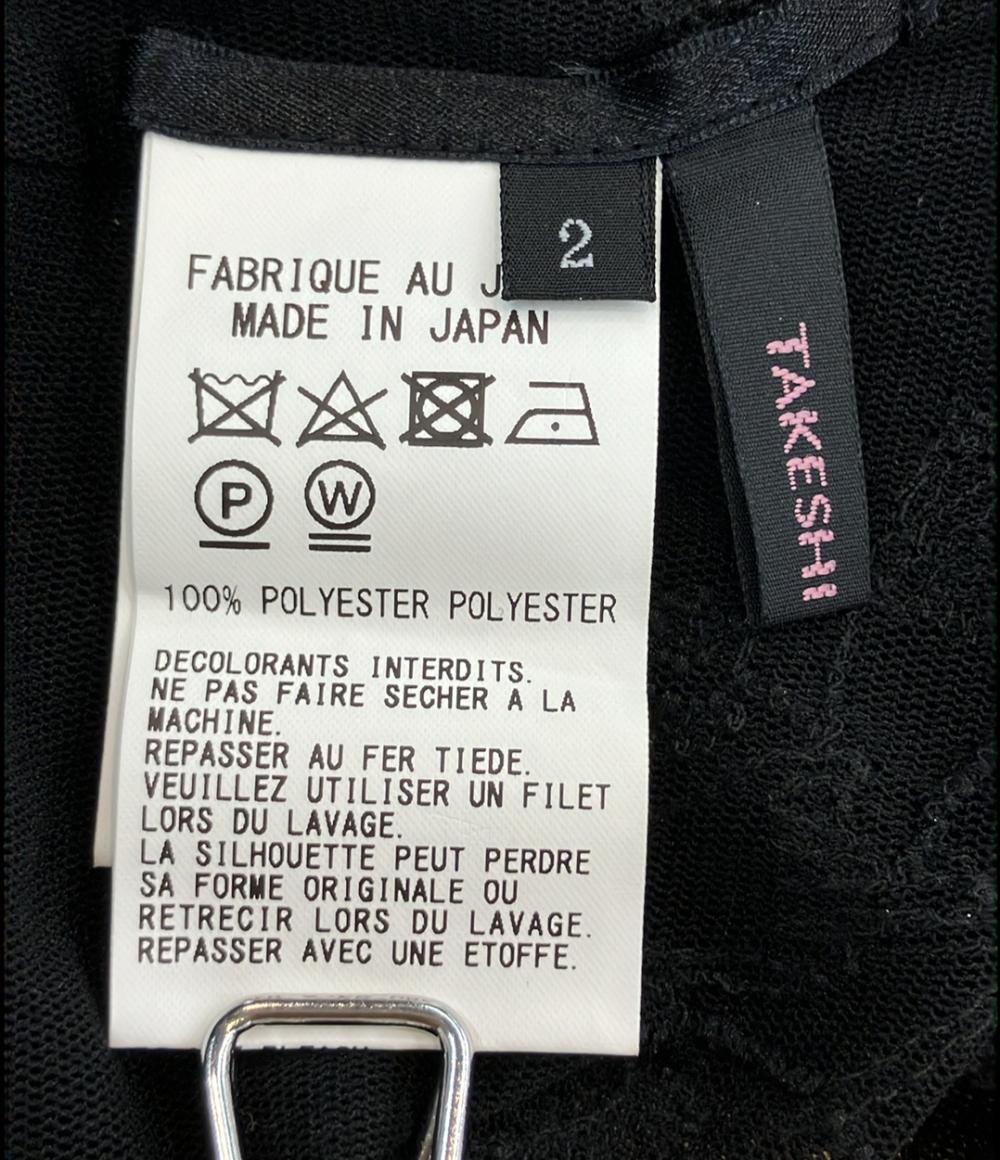 2
FABRIQUE AU J
MADE IN JAPAN
TAKESHI
P W
100% POLYESTER POLYESTER
DECOLORANTS INTERDITS.
NE PAS FAIRE SECHER A LA
MACHINE.
REPASSER AU FER TIEDE.
VEUILLEZ UTILISER UN FILET
LORS DU LAVAGE.
LA SILHOUETTE PEUT PERDRE
SA FORME ORIGINALE OU
RETRECIR LORS DU LAVAGE.
REPASSER AVEC UNE ETOFFE.